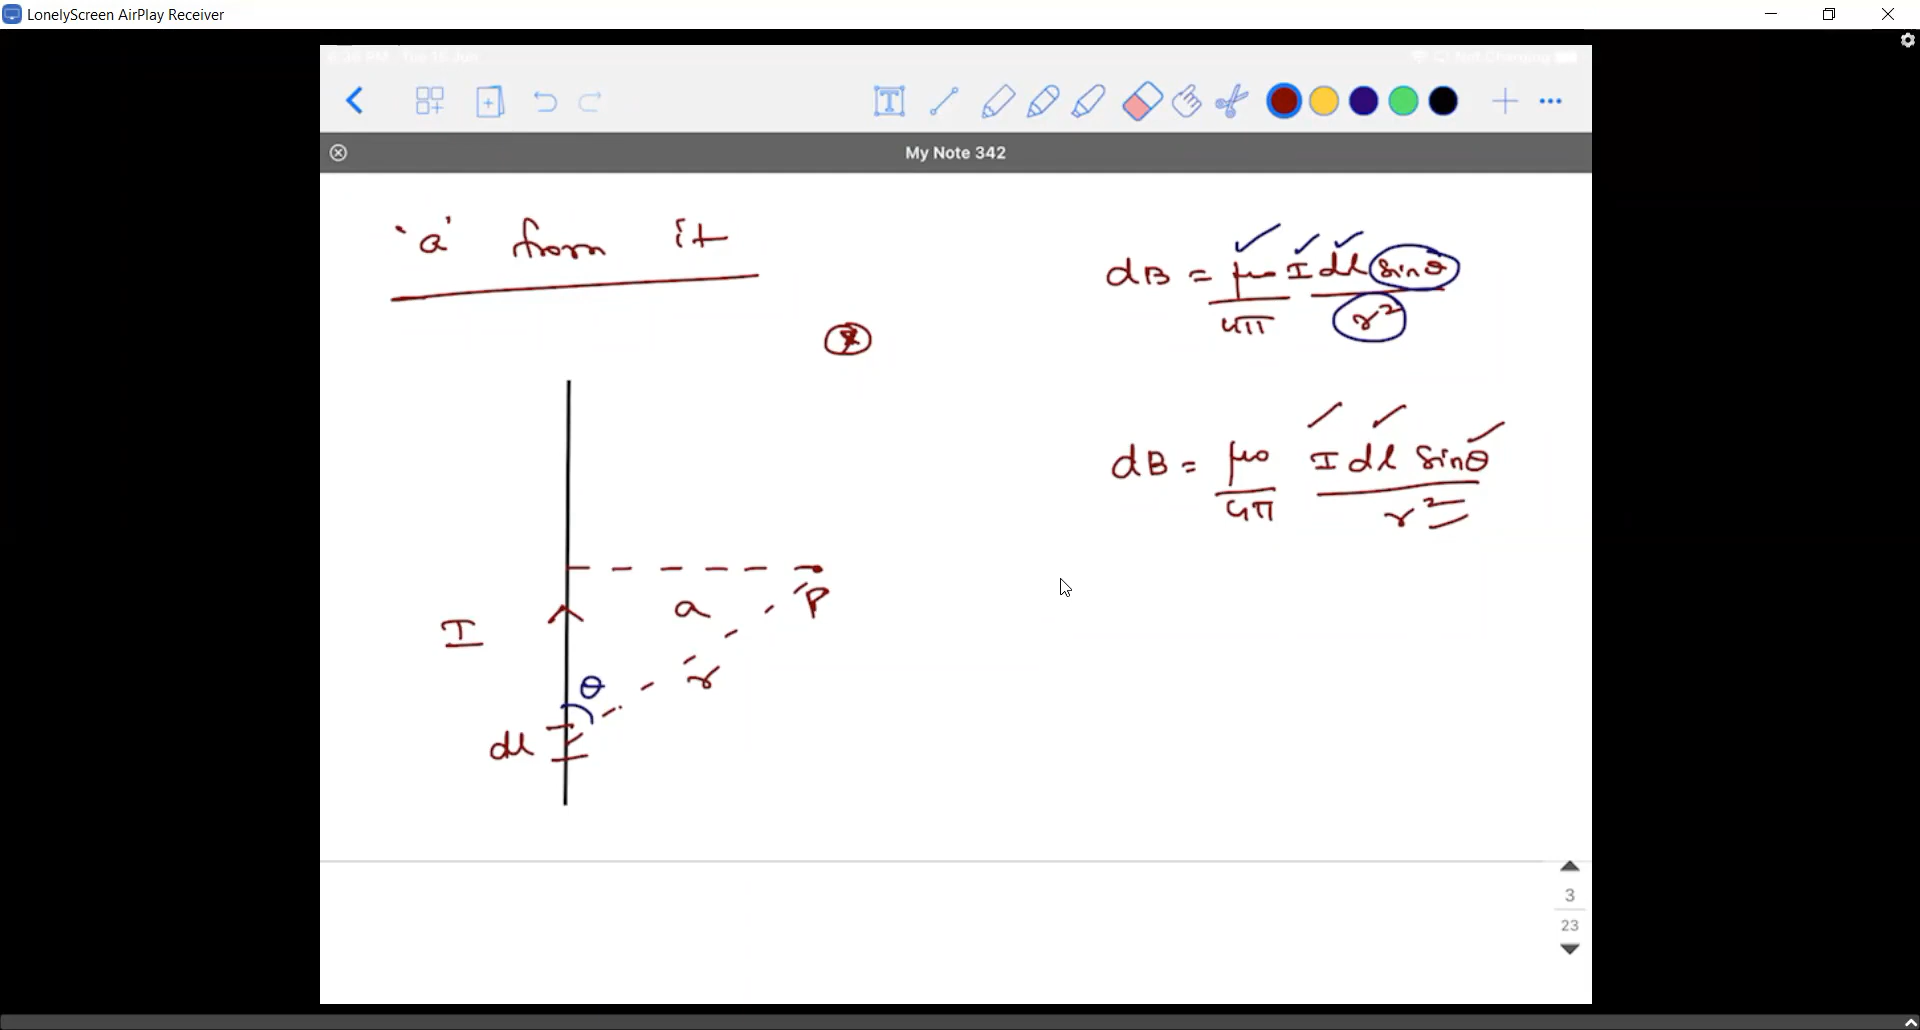 LonelyScreen AirPlay Receiver
My Note 342
'a' from it
dB = μ₀/4π I dl sinθ/r²
dB = μ₀/4π I dl sinθ/r²
a
P
I
θ
r
dl
3
23